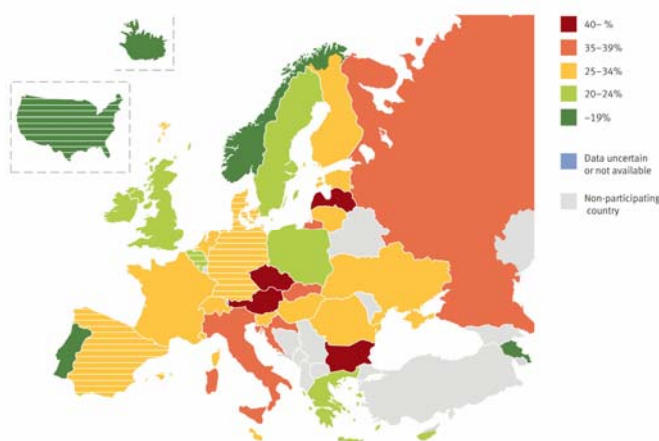 40– %
35–39%
25–34%
20–24%
–19%
Data uncertain
or not available
Non-participating
country